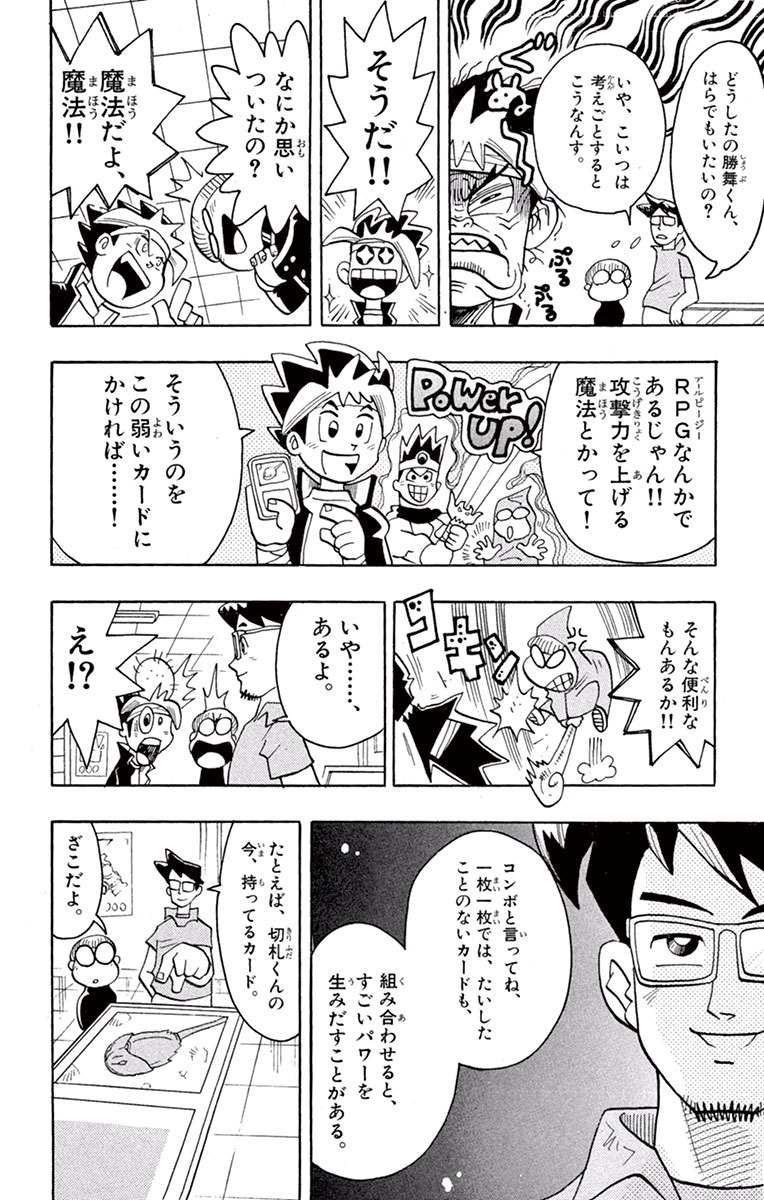 どうしたの勝舞くん、
はらでもいたいの?
いや、こいつは
考えごとすると
こうなんす。
ぷる
ぷる
そうだ!!
なにか思い
ついたの?
魔法だよ、
魔法!!
RPGなんかで
あるじゃん!!
攻撃力を上げる
魔法とかって!
Power
UP!
そういうのを
この弱いカードに
かければ……!
そんな便利な
もんあるか!!
コキン
いや……、
あるよ。
え!?
コンボと言ってね、
一枚一枚では、たいした
ことのないカードも、
組み合わせると、
すごいパワーを
生みだすことがある。
たとえば、切札くんの
今、持ってるカード。
ざこだよ。